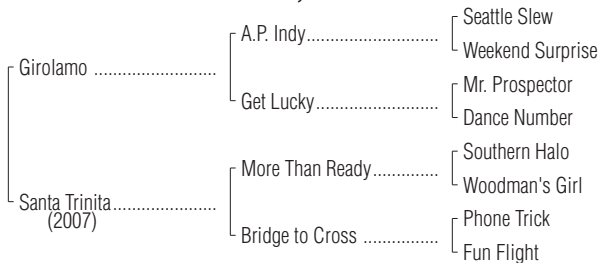 Seattle Slew
A.P. Indy................................
Weekend Surprise
Girolamo ..............................
Mr. Prospector
Get Lucky..............................
Dance Number
Southern Halo
More Than Ready................
Woodman's Girl
Santa Trinita.........................
(2007)
Phone Trick
Bridge to Cross ..................
Fun Flight